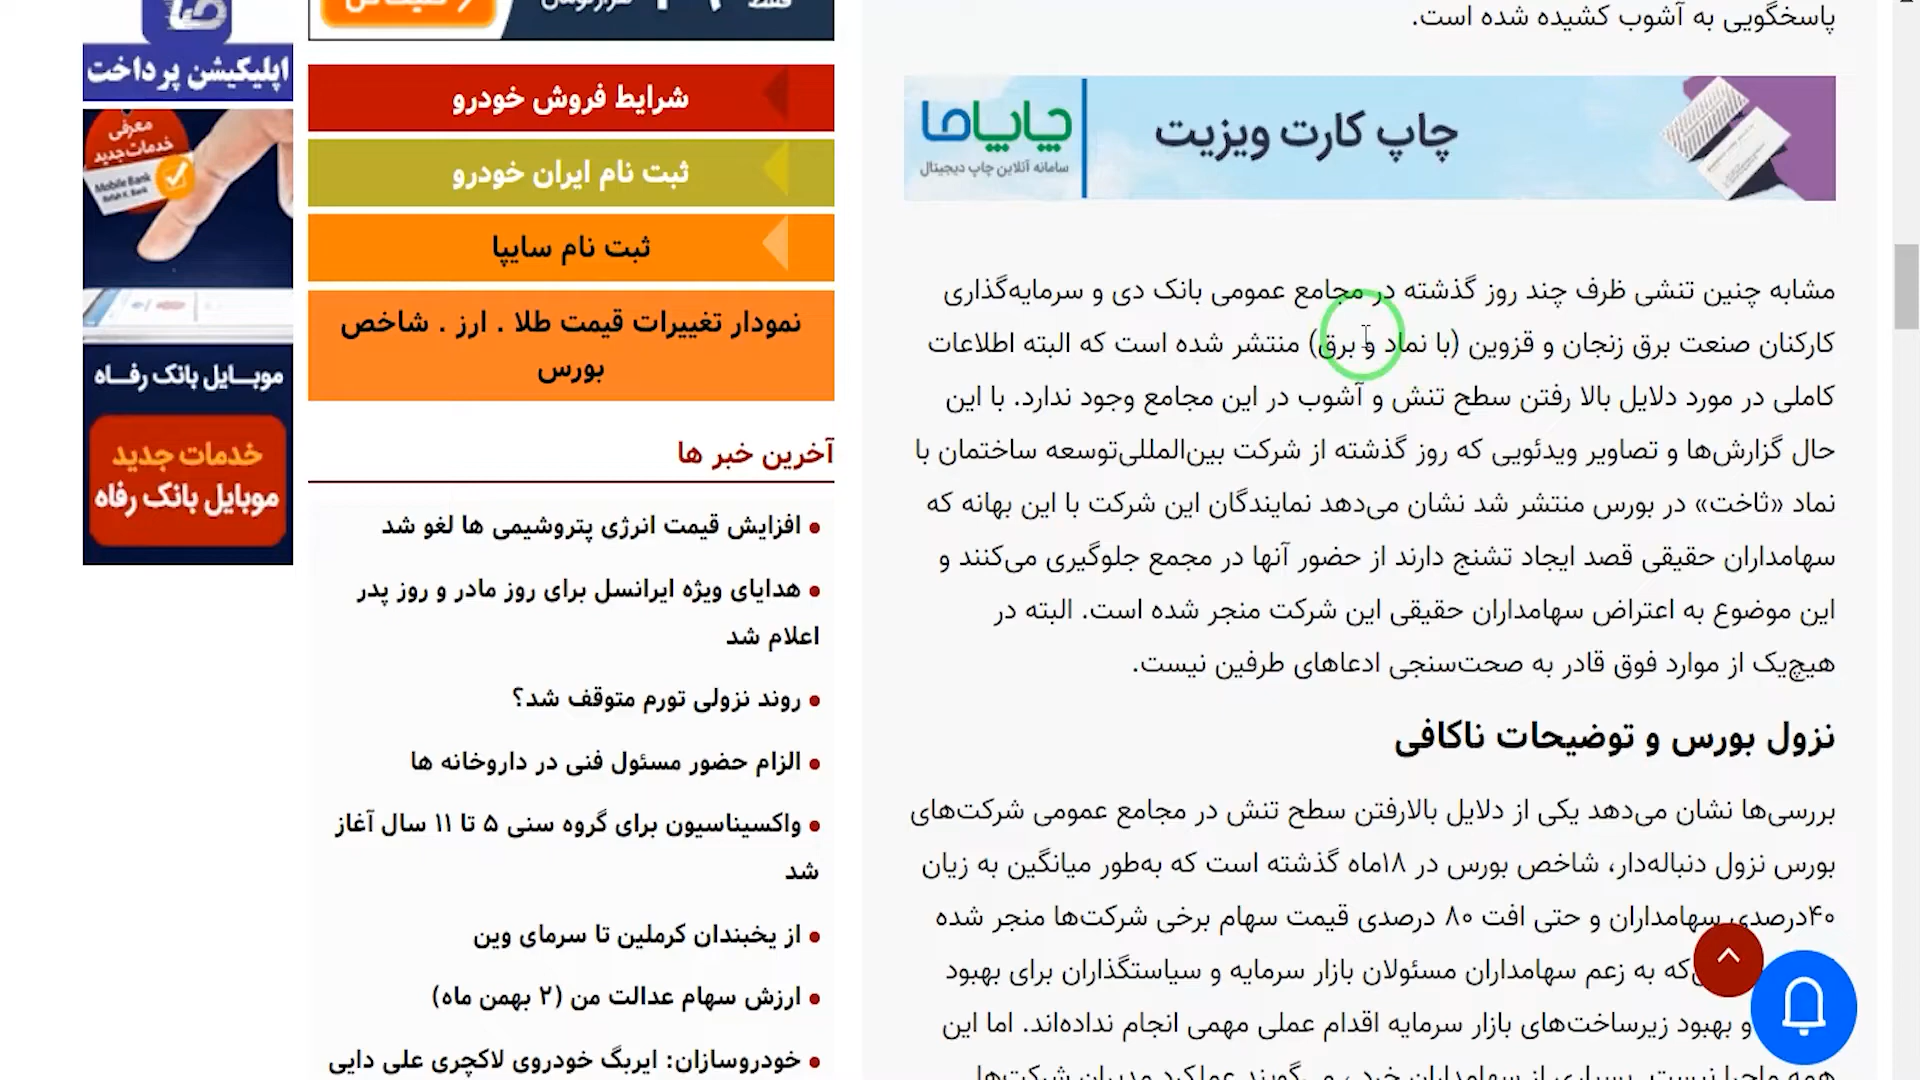 پاسخگویی به آشوب کشیده شده است.
چاپ کارت ویزیت
چاپاما
سامانه آنلاین چاپ دیجیتال
مشابه چنین تنشی ظرف چند روز گذشته در مجامع عمومی بانک دی و سرمایه‌گذاری
کارکنان صنعت برق زنجان و قزوین (با نماد و برق) منتشر شده است که البته اطلاعات
کاملی در مورد دلایل بالا رفتن سطح تنش و آشوب در این مجامع وجود ندارد. با این
حال گزارش‌ها و تصاویر ویدئویی که روز گذشته از شرکت بین‌المللی‌توسعه ساختمان با
نماد «ثاخت» در بورس منتشر شد نشان می‌دهد نمایندگان این شرکت با این بهانه که
سهامداران حقیقی قصد ایجاد تشنج دارند از حضور آنها در مجمع جلوگیری می‌کنند و
این موضوع به اعتراض سهامداران حقیقی این شرکت منجر شده است. البته در
هیچ‌یک از موارد فوق قادر به صحت‌سنجی ادعاهای طرفین نیست.
نزول بورس و توضیحات ناکافی
بررسی‌ها نشان می‌دهد یکی از دلایل بالارفتن سطح تنش در مجامع عمومی شرکت‌های
بورس نزول دنباله‌دار، شاخص بورس در ۱۸ماه گذشته است که به‌طور میانگین به زیان
۴۰درصدی سهامداران و حتی افت ۸۰ درصدی قیمت سهام برخی شرکت‌ها منجر شده
که به زعم سهامداران مسئولان بازار سرمایه و سیاستگذاران برای بهبود
و بهبود زیرساخت‌های بازار سرمایه اقدام عملی مهمی انجام نداده‌اند. اما این
شرایط فروش خودرو
ثبت نام ایران خودرو
ثبت نام سایپا
نمودار تغییرات قیمت طلا . ارز . شاخص
بورس
آخرین خبر ها
افزایش قیمت انرژی پتروشیمی ها لغو شد
هدایای ویژه ایرانسل برای روز مادر و روز پدر
اعلام شد
روند نزولی تورم متوقف شد؟
الزام حضور مسئول فنی در داروخانه ها
واکسیناسیون برای گروه سنی ۵ تا ۱۱ سال آغاز
شد
از یخبندان کرملین تا سرمای وین
ارزش سهام عدالت من (۲ بهمن ماه)
خودروسازان: ایربگ خودروی لاکچری علی دایی
اپلیکیشن پرداخت
معرفی
خدمات جدید
Mobile Bank
Refah K. Bank
موبایل بانک رفاه
خدمات جدید
موبایل بانک رفاه